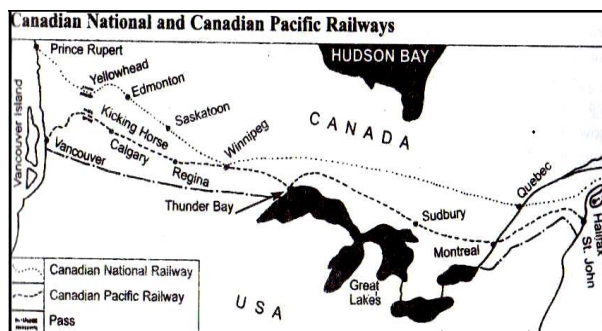 Canadian National and Canadian Pacific Railways
Prince Rupert
HUDSON BAY
Yellowhead
Edmonton
Saskatoon
CANADA
Kicking Horse
Winnipeg
Vancouver Island
Vancouver
Calgary
Regina
Quebec
Thunder Bay
Sudbury
Montreal
Halifax
St. John
Great
Lakes
USA
Canadian National Railway
Canadian Pacific Railway
Pass